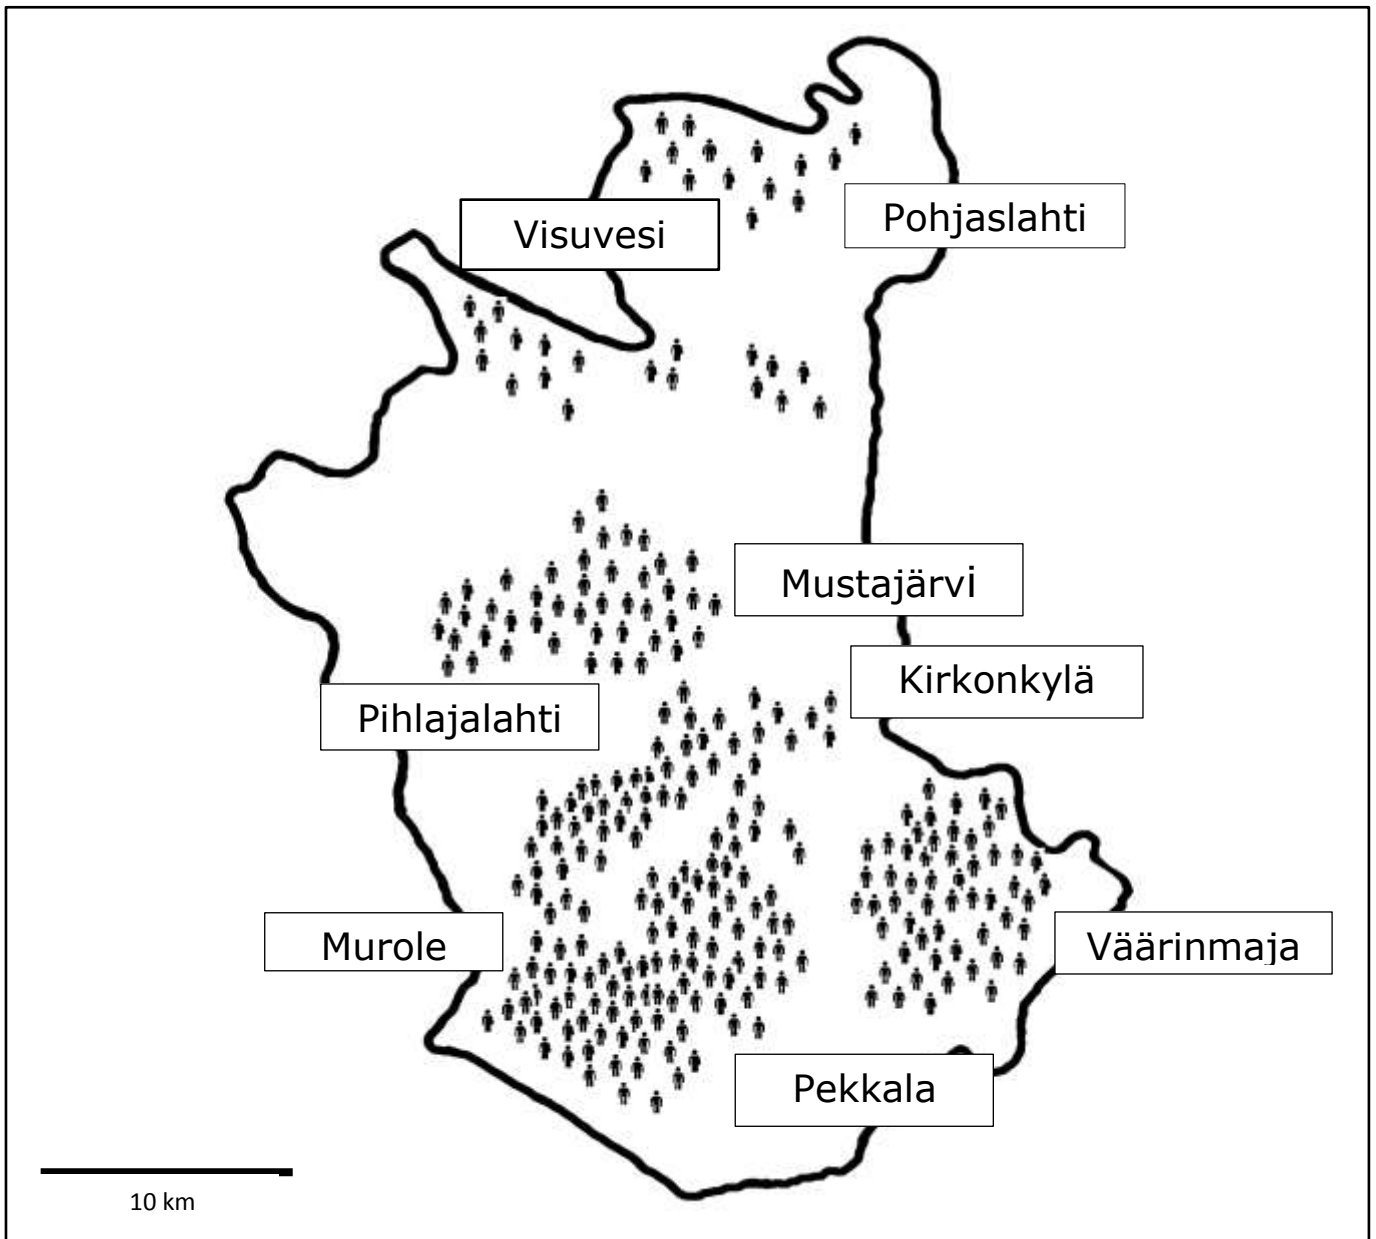 Pohjaslahti
Visuvesi
Mustajärvi
Kirkonkylä
Pihlajalahti
Murole
Väärinmaja
Pekkala
10 km